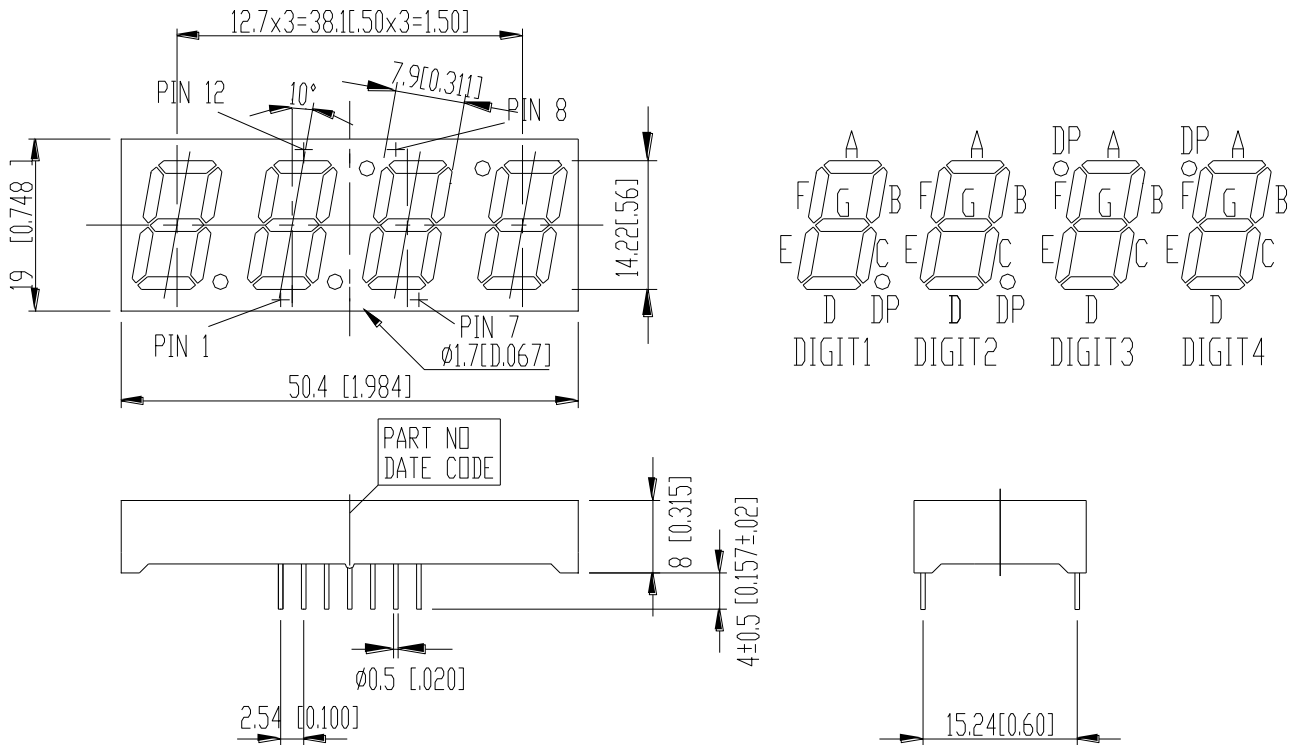 12.7x3=38.1[.50x3=1.50]
PIN 12
10°
7.9[0.311]
PIN 8
19 [0.748]
14.22[.56]
PIN 1
PIN 7
Ø1.7[D.067]
50.4 [1.984]
A
F
G
B
E
C
D
DP
DIGIT1
A
F
G
B
E
C
D
DP
DIGIT2
DP
A
F
G
B
E
C
D
DIGIT3
DP
A
F
G
B
E
C
D
DIGIT4
PART NO
DATE CODE
8 [0.315]
4±0.5 [0.157±.02]
Ø0.5 [.020]
2.54 [0.100]
15.24[0.60]